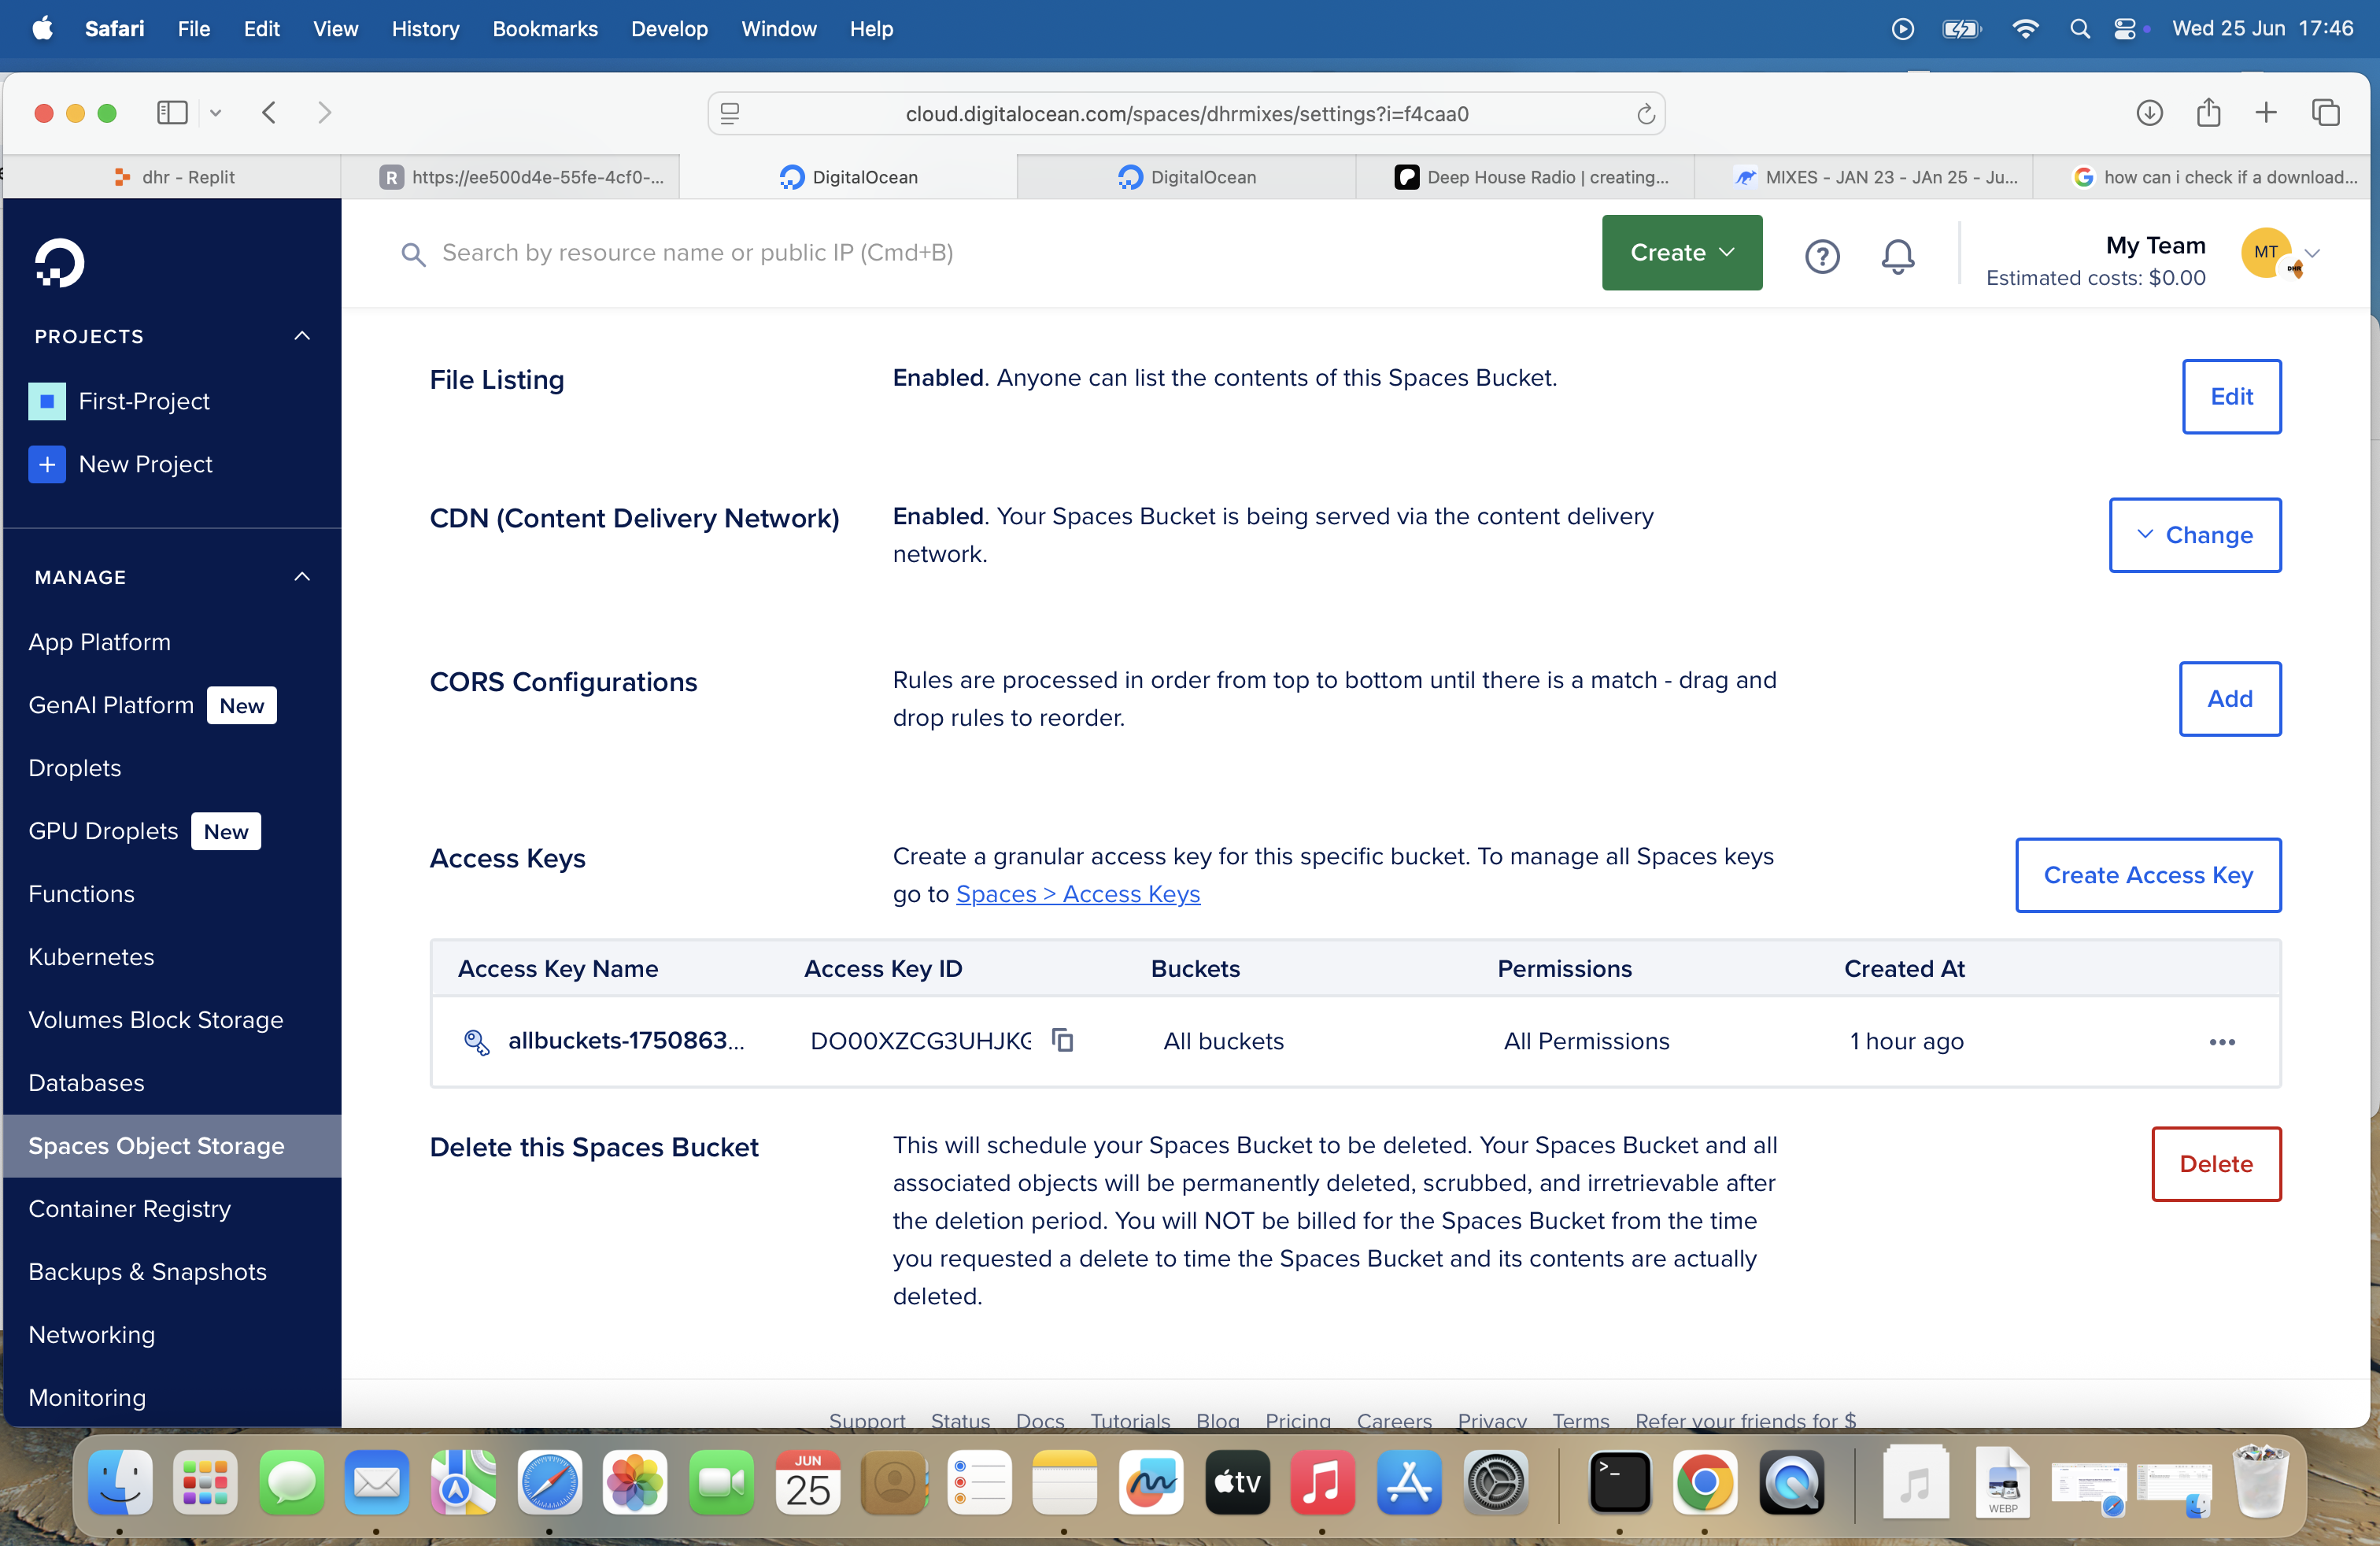 Safari File Edit View History Bookmarks Develop Window Help
Wed 25 Jun 17:46
cloud.digitalocean.com/spaces/dhrmixes/settings?i=f4caa0
dhr - Replit
R https://ee500d4e-55fe-4cf0-...
DigitalOcean
DigitalOcean
Deep House Radio | creating...
MIXES - JAN 23 - JAn 25 - Ju...
how can i check if a download...
Search by resource name or public IP (Cmd+B)
Create
My Team
Estimated costs: $0.00
MT
DHR
PROJECTS
First-Project
New Project
MANAGE
App Platform
GenAI Platform New
Droplets
GPU Droplets New
Functions
Kubernetes
Volumes Block Storage
Databases
Spaces Object Storage
Container Registry
Backups & Snapshots
Networking
Monitoring
File Listing
Enabled. Anyone can list the contents of this Spaces Bucket.
Edit
CDN (Content Delivery Network)
Enabled. Your Spaces Bucket is being served via the content delivery
network.
Change
CORS Configurations
Rules are processed in order from top to bottom until there is a match - drag and
drop rules to reorder.
Add
Access Keys
Create a granular access key for this specific bucket. To manage all Spaces keys
go to Spaces > Access Keys
Create Access Key
Access Key Name Access Key ID Buckets Permissions Created At
allbuckets-1750863... DO00XZCG3UHJK All buckets All Permissions 1 hour ago
Delete this Spaces Bucket
This will schedule your Spaces Bucket to be deleted. Your Spaces Bucket and all
associated objects will be permanently deleted, scrubbed, and irretrievable after
the deletion period. You will NOT be billed for the Spaces Bucket from the time
you requested a delete to time the Spaces Bucket and its contents are actually
deleted.
Delete
Support Status Docs Tutorials Blog Pricing Careers Privacy Terms Refer your friends for $
JUN
25
tv
WEBP